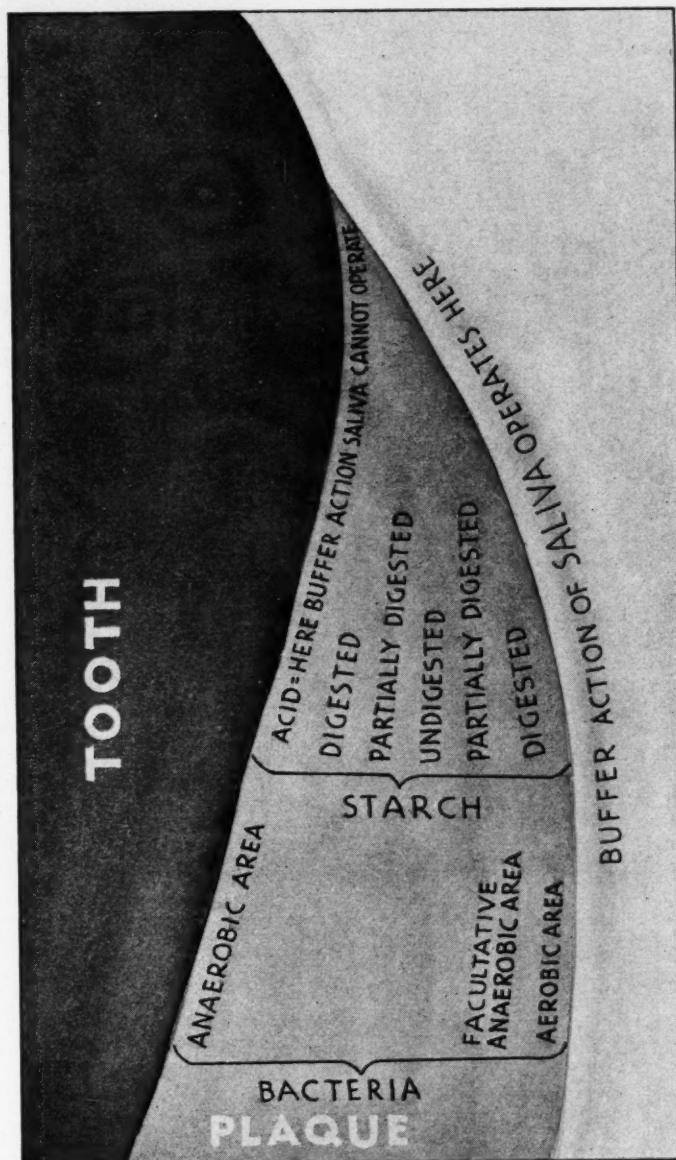 TOOTH
ACID=HERE BUFFER ACTION SALIVA CANNOT OPERATE
DIGESTED
PARTIALLY DIGESTED
UNDIGESTED
PARTIALLY DIGESTED
DIGESTED
STARCH
ANAEROBIC AREA
FACULTATIVE
ANAEROBIC AREA
AEROBIC AREA
BACTERIA
PLAQUE
BUFFER ACTION OF SALIVA OPERATES HERE